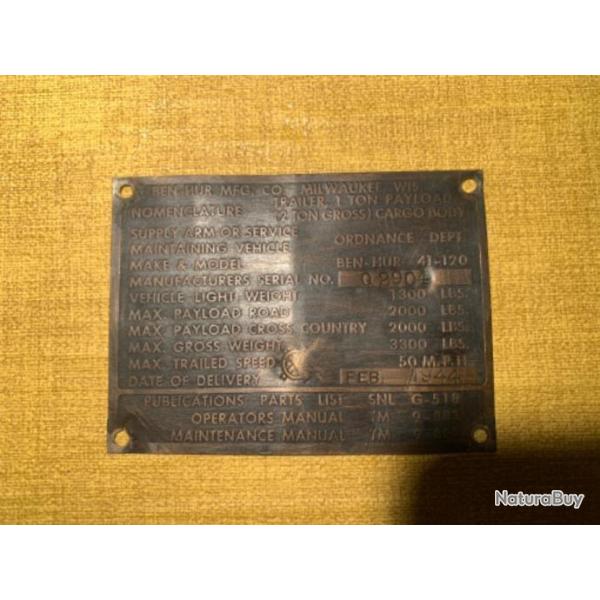 BEN-HUR MFG. CO. MILWAUKEE, WIS
NOMENCLATURE TRAILER, 1 TON PAYLOAD
(2 TON GROSS) CARGO BODY
SUPPLY ARM OR SERVICE
MAINTAINING VEHICLE ORDNANCE DEPT.
MAKE & MODEL BEN-HUR 41-120
MANUFACTURERS SERIAL NO.
VEHICLE LIGHT WEIGHT 1300 LBS.
MAX. PAYLOAD ROAD 2000 LBS.
MAX. PAYLOAD CROSS COUNTRY 2000 LBS.
MAX. GROSS WEIGHT 3300 LBS.
MAX. TRAILED SPEED 50 M.P.H.
DATE OF DELIVERY FEB. 1944
PUBLICATIONS: PARTS LIST SNL G-518
OPERATORS MANUAL TM
MAINTENANCE MANUAL TM
NaturaBuy